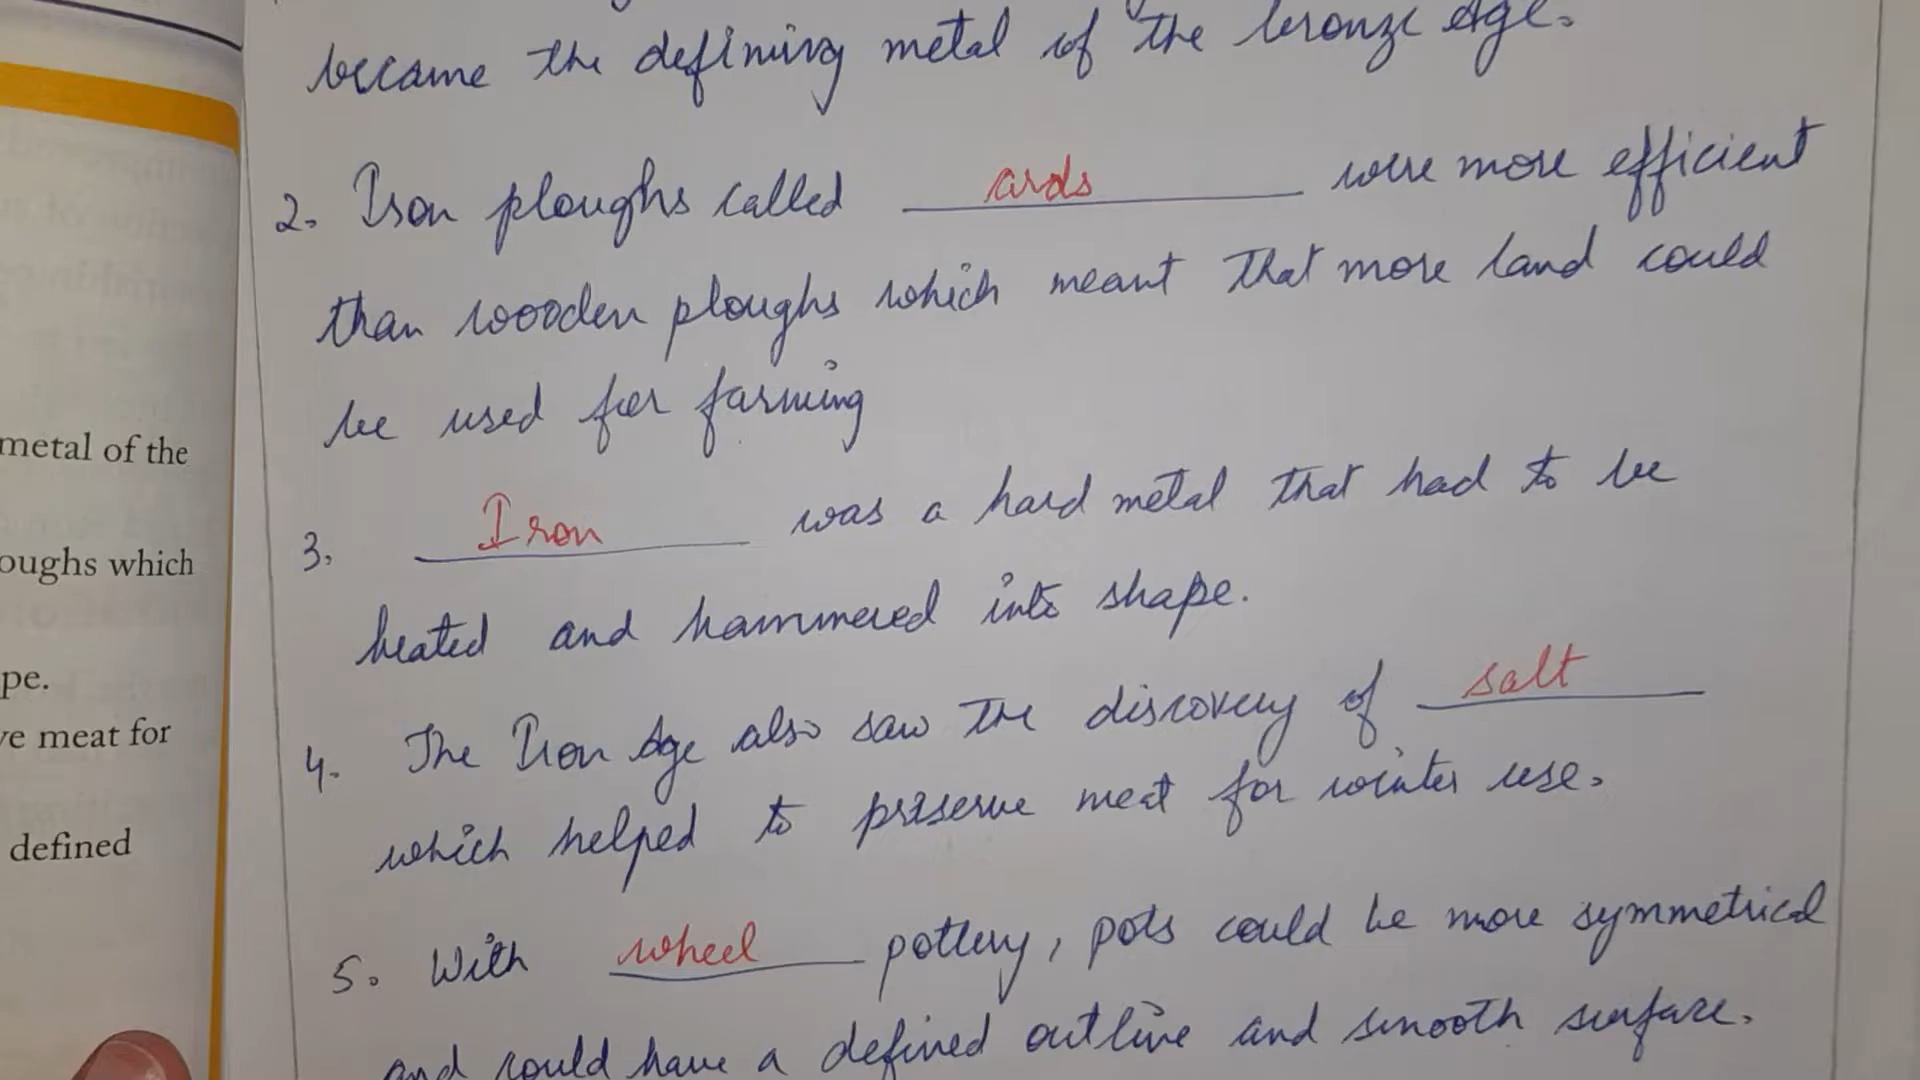 became the defining metal of the bronze Age.
2. Iron ploughs called ards were more efficient
than wooden ploughs which meant that more land could
be used for farming
3. Iron was a hard metal that had to be
heated and hammered into shape.
4. The Iron Age also saw the discovery of salt
which helped to preserve meat for winter use.
5. With wheel pottery, pots could be more symmetrical
and could have a defined outline and smooth surface.
metal of the
oughs which
pe.
ve meat for
defined